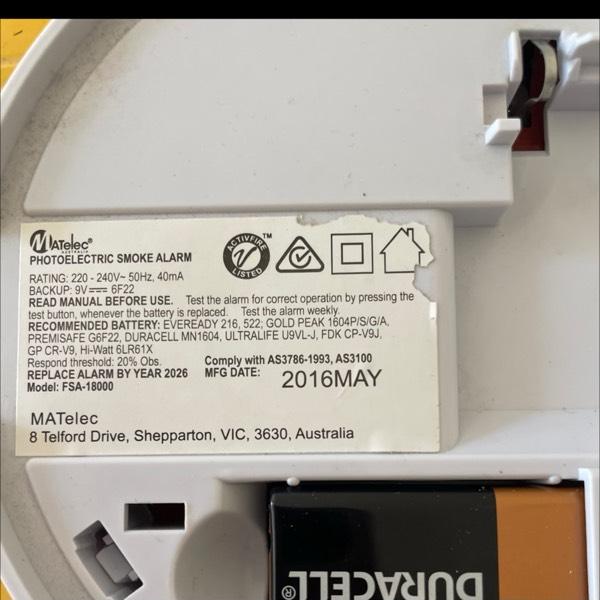 MATelec®
AUSTRALIA
PHOTOELECTRIC SMOKE ALARM
ACTIVFIRE
LISTED
TM
RATING: 220 - 240V~ 50Hz, 40mA
BACKUP: 9V⎓ 6F22
READ MANUAL BEFORE USE. Test the alarm for correct operation by pressing the
test button, whenever the battery is replaced. Test the alarm weekly.
RECOMMENDED BATTERY: EVEREADY 216, 522; GOLD PEAK 1604P/S/G/A,
PREMISAFE G6F22, DURACELL MN1604, ULTRALIFE U9VL-J, FDK CP-V9J,
GP CR-V9, Hi-Watt 6LR61X
Respond threshold: 20% Obs. Comply with AS3786-1993, AS3100
REPLACE ALARM BY YEAR 2026 MFG DATE: 2016MAY
Model: FSA-18000
MATelec
8 Telford Drive, Shepparton, VIC, 3630, Australia
DURACELL®